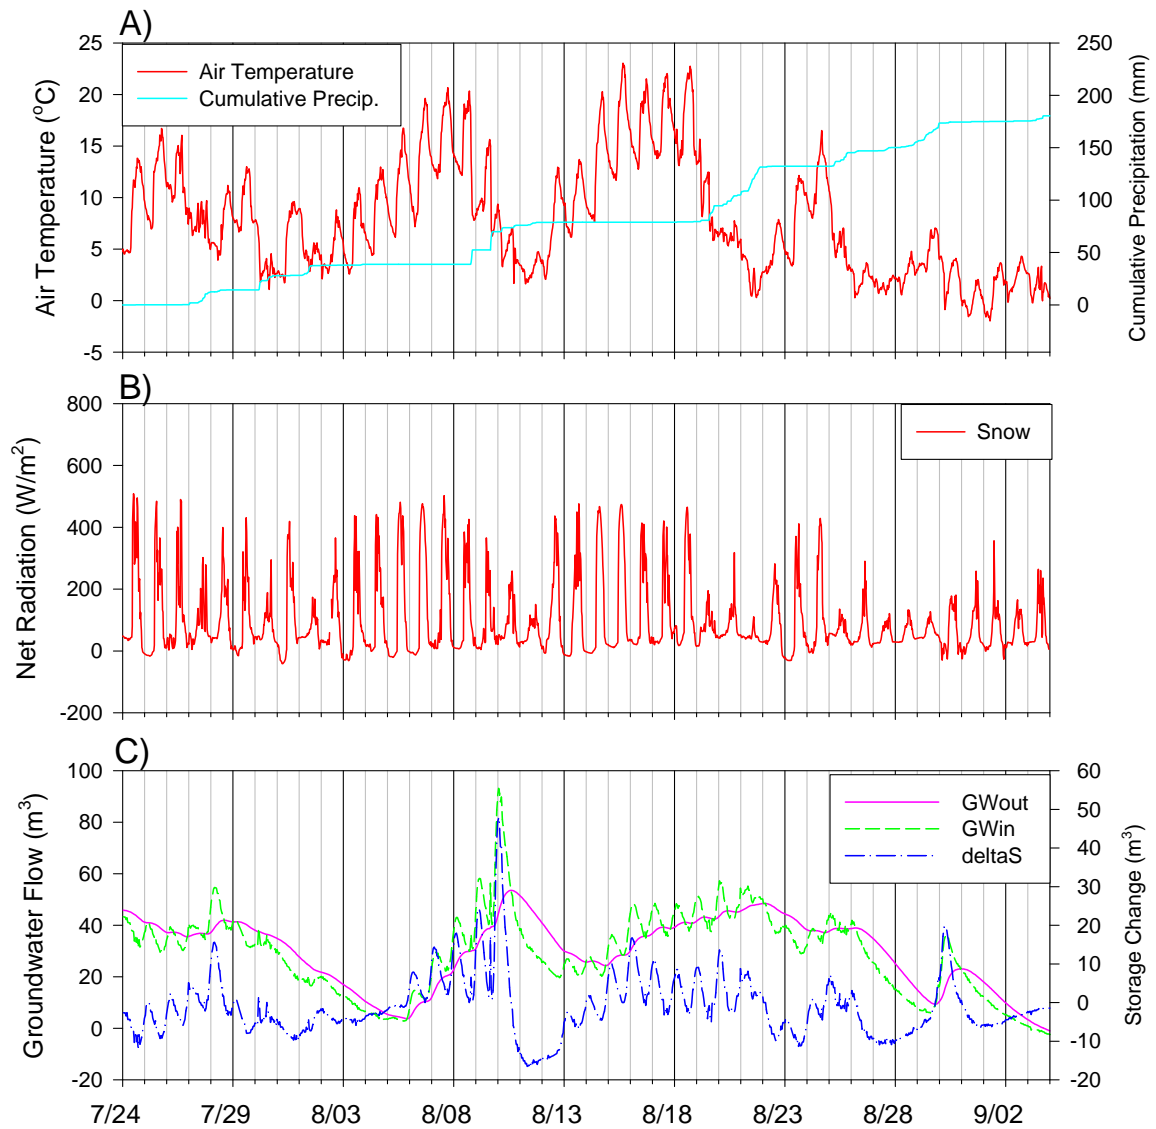 A)
25
20
15
10
5
0
-5
Air Temperature (°C)
Air Temperature
Cumulative Precip.
250
200
150
100
50
0
Cumulative Precipitation (mm)
B)
800
600
400
200
0
-200
Net Radiation (W/m²)
Snow
C)
100
80
60
40
20
0
-20
Groundwater Flow (m³)
GWout
GWin
deltaS
60
50
40
30
20
10
0
-10
-20
Storage Change (m³)
7/24 7/29 8/03 8/08 8/13 8/18 8/23 8/28 9/02